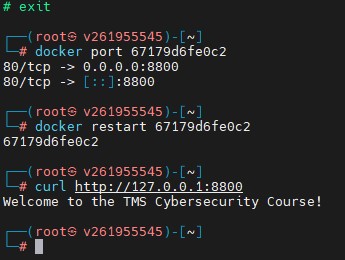 # exit
┌──(root㉿ v261955545)-[~]
└─# docker port 67179d6fe0c2
80/tcp -> 0.0.0.0:8800
80/tcp -> [::]:8800
┌──(root㉿ v261955545)-[~]
└─# docker restart 67179d6fe0c2
67179d6fe0c2
┌──(root㉿ v261955545)-[~]
└─# curl http://127.0.0.1:8800
Welcome to the TMS Cybersecurity Course!
┌──(root㉿ v261955545)-[~]
└─#